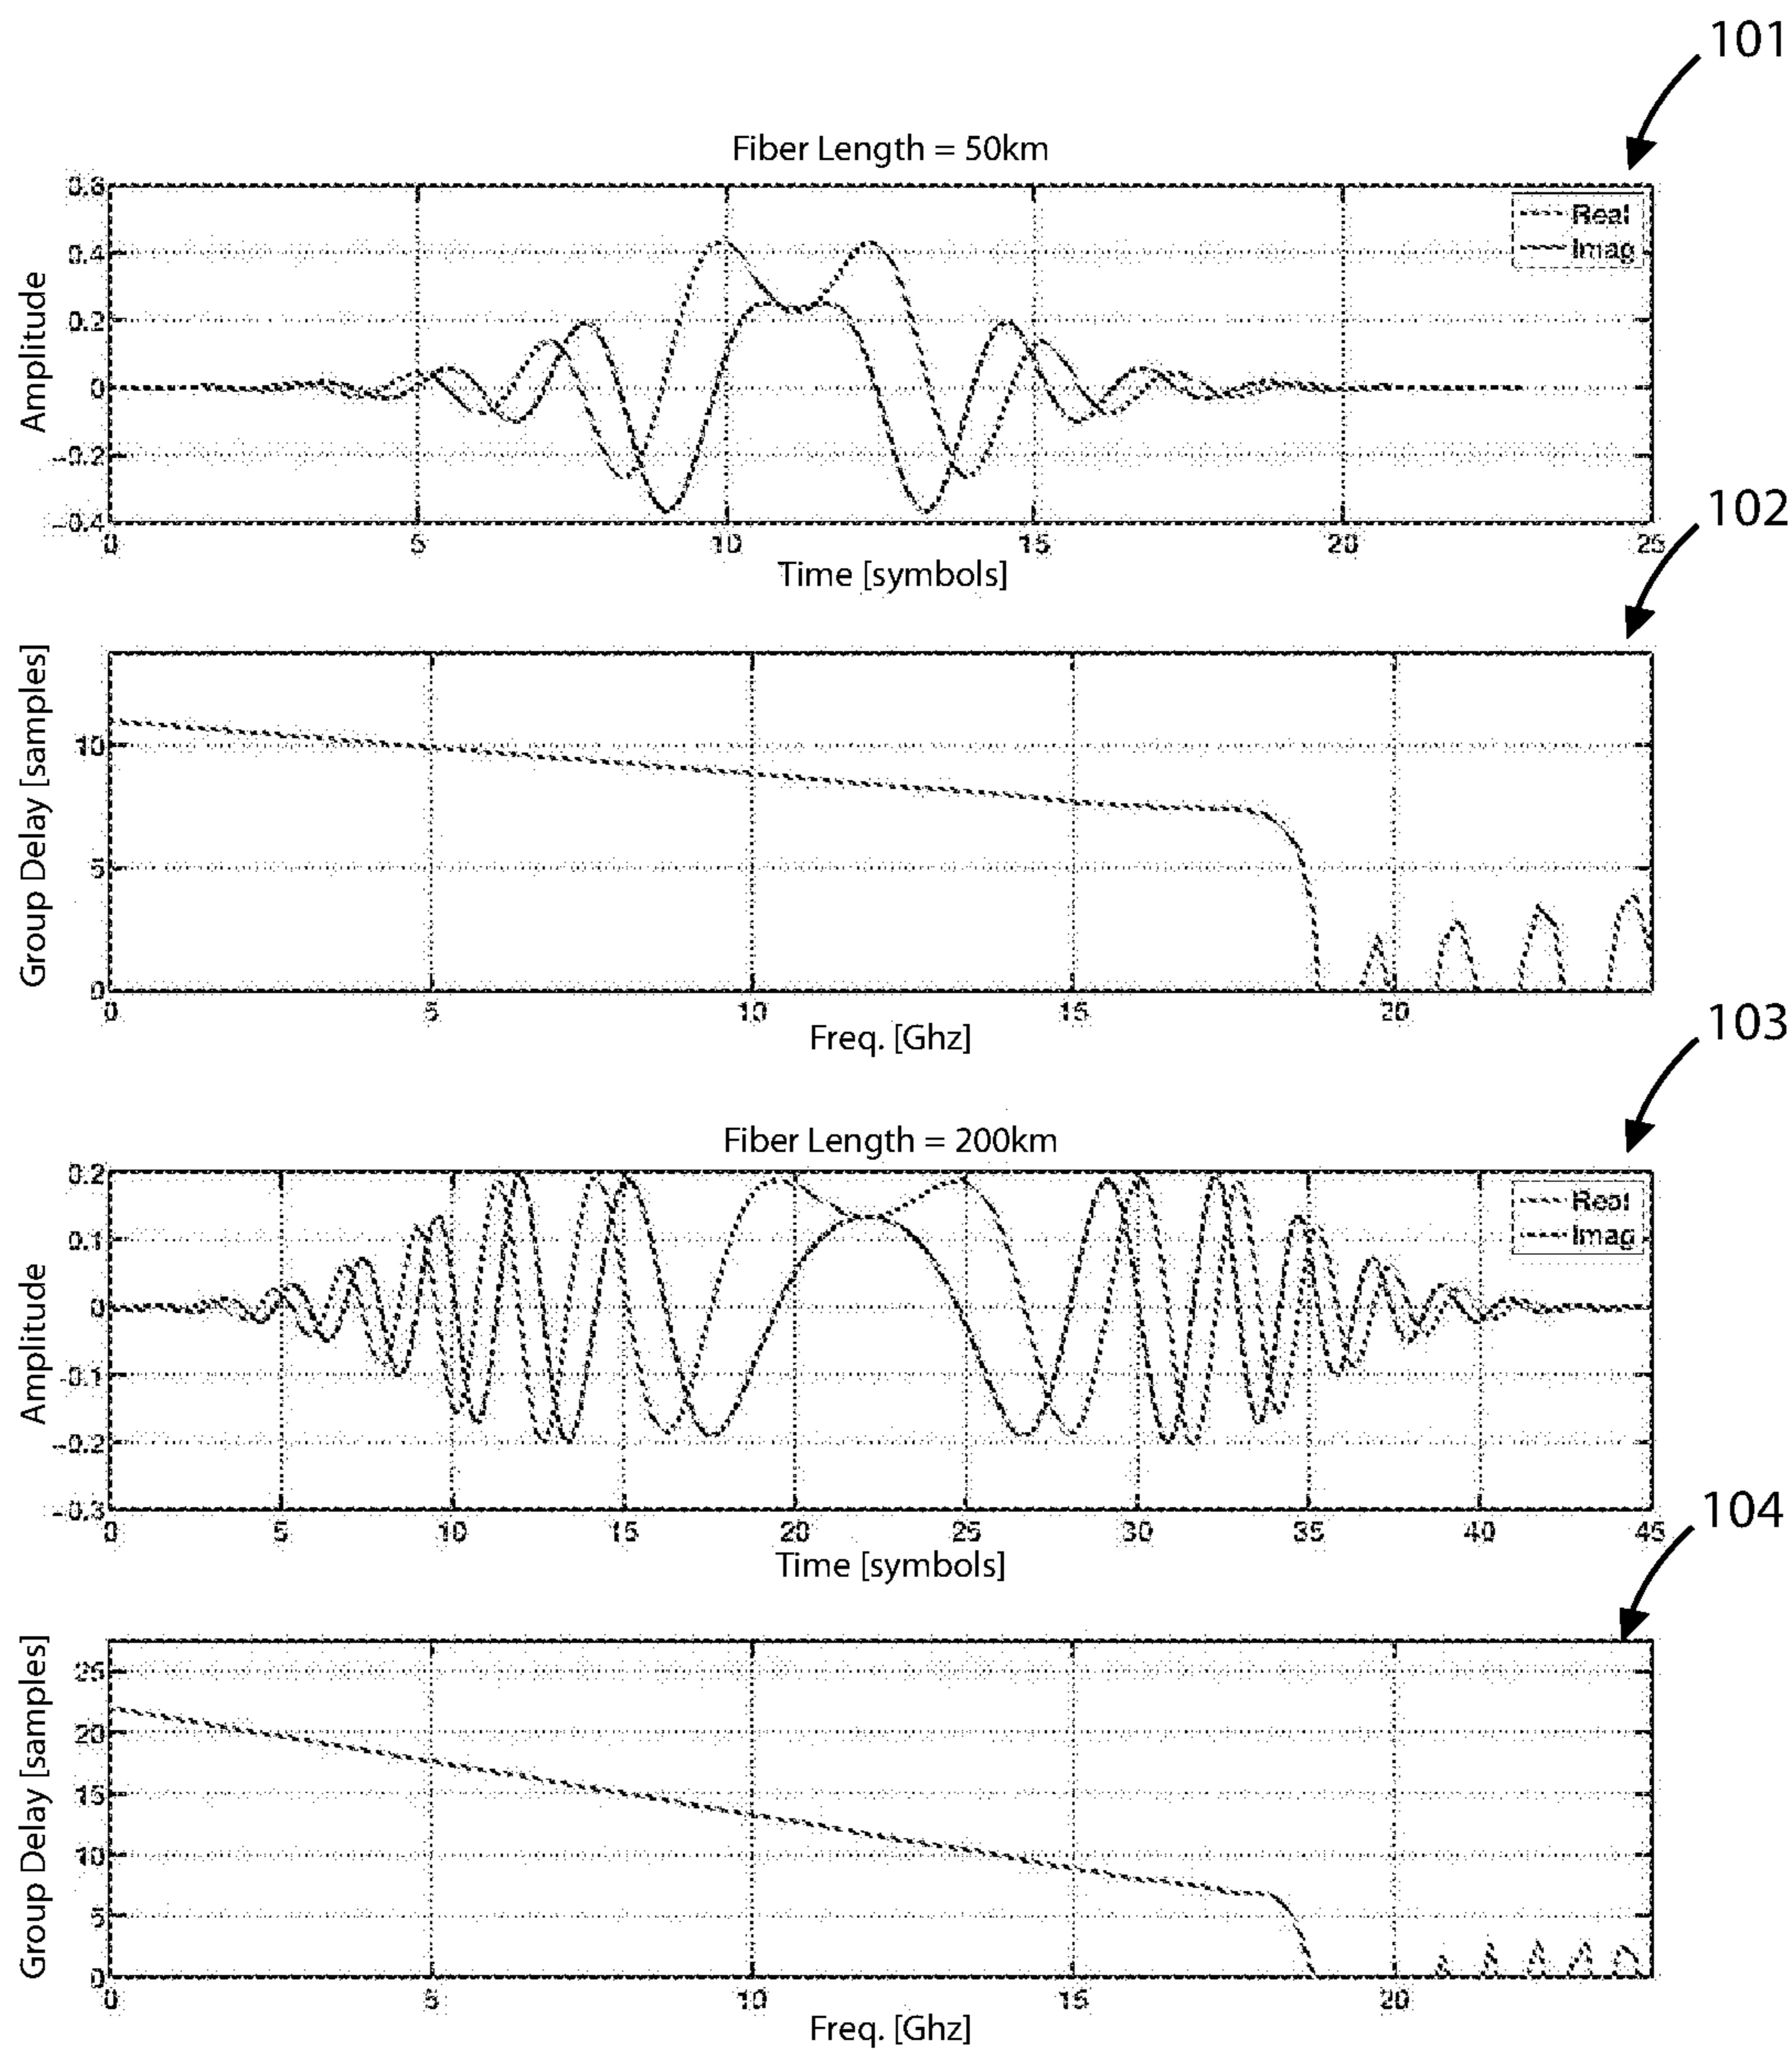 101
Fiber Length = 50km
0.6
0.4
0.2
0
-0.2
-0.4
Amplitude
Real
Imag
0 5 10 15 20 25
Time [symbols]
102
10
5
0
Group Delay [samples]
0 5 10 15 20
Freq. [Ghz]
103
Fiber Length = 200km
0.2
0.1
0
-0.1
-0.2
-0.3
Amplitude
Real
Imag
0 5 10 15 20 25 30 35 40 45
Time [symbols]
104
25
20
15
10
5
0
Group Delay [samples]
0 5 10 15 20
Freq. [Ghz]